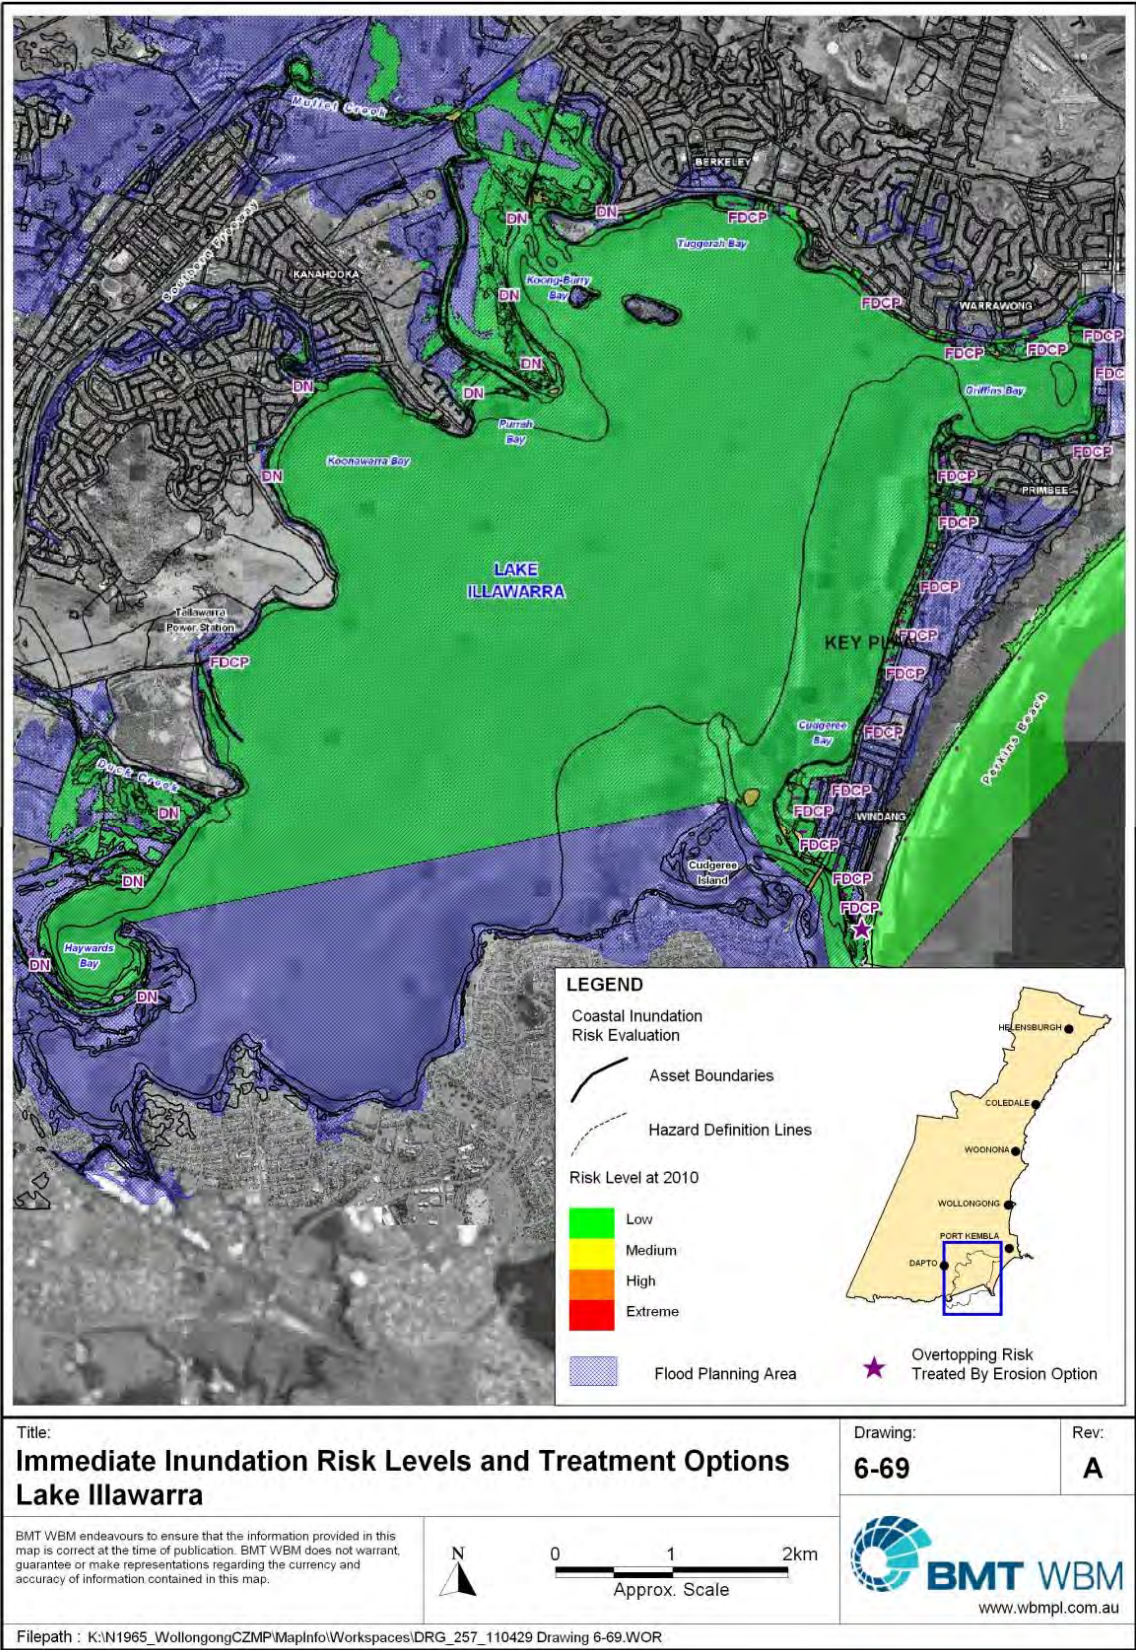 Mullet Creek
BERKELEY
DN
DN
FDCP
Tuggerah Bay
Southern Freeway
KANAHOOKA
Koong-Burry
Bay
DN
FDCP
WARRAWONG
FDCP
FDCP
FDCP
FDC
DN
DN
DN
Griffins Bay
Purrah
Bay
Koonawarra Bay
FDCP
DN
FDCP
PRIMBEE
FDCP
LAKE
ILLAWARRA
FDCP
Tallawarra
Power Station
KEY P
FDCP
FDCP
FDCP
Perkins Beach
Cudgeree
Bay
FDCP
Duck Creek
FDCP
DN
FDCP
WINDANG
FDCP
Cudgeree
Island
DN
FDCP
FDCP
Haywards
Bay
DN
DN
LEGEND
Coastal Inundation
Risk Evaluation
Asset Boundaries
Hazard Definition Lines
Risk Level at 2010
Low
Medium
High
Extreme
Flood Planning Area
HELENSBURGH
COLEDALE
WOONONA
WOLLONGONG
PORT KEMBLA
DAPTO
Overtopping Risk
Treated By Erosion Option
Title:
Immediate Inundation Risk Levels and Treatment Options
Lake Illawarra
Drawing:
6-69
Rev:
A
BMT WBM endeavours to ensure that the information provided in this
map is correct at the time of publication. BMT WBM does not warrant,
guarantee or make representations regarding the currency and
accuracy of information contained in this map.
N
0 1 2km
Approx. Scale
BMT WBM
www.wbmpl.com.au
Filepath : K:\N1965_WollongongCZMP\MapInfo\Workspaces\DRG_257_110429 Drawing 6-69.WOR